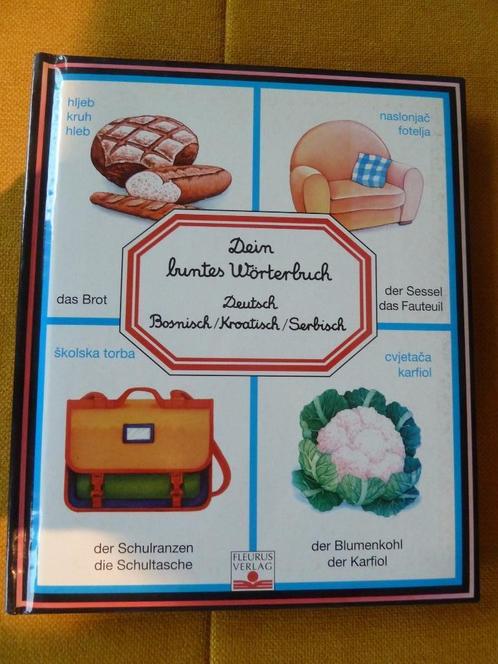 hljeb
kruh
hleb
naslonjač
fotelja
das Brot
der Sessel
das Fauteuil
Dein
buntes Wörterbuch
Deutsch
Bosnisch/Kroatisch/Serbisch
školska torba
cvjetača
karfiol
der Schulranzen
die Schultasche
der Blumenkohl
der Karfiol
FLEURUS
VERLAG